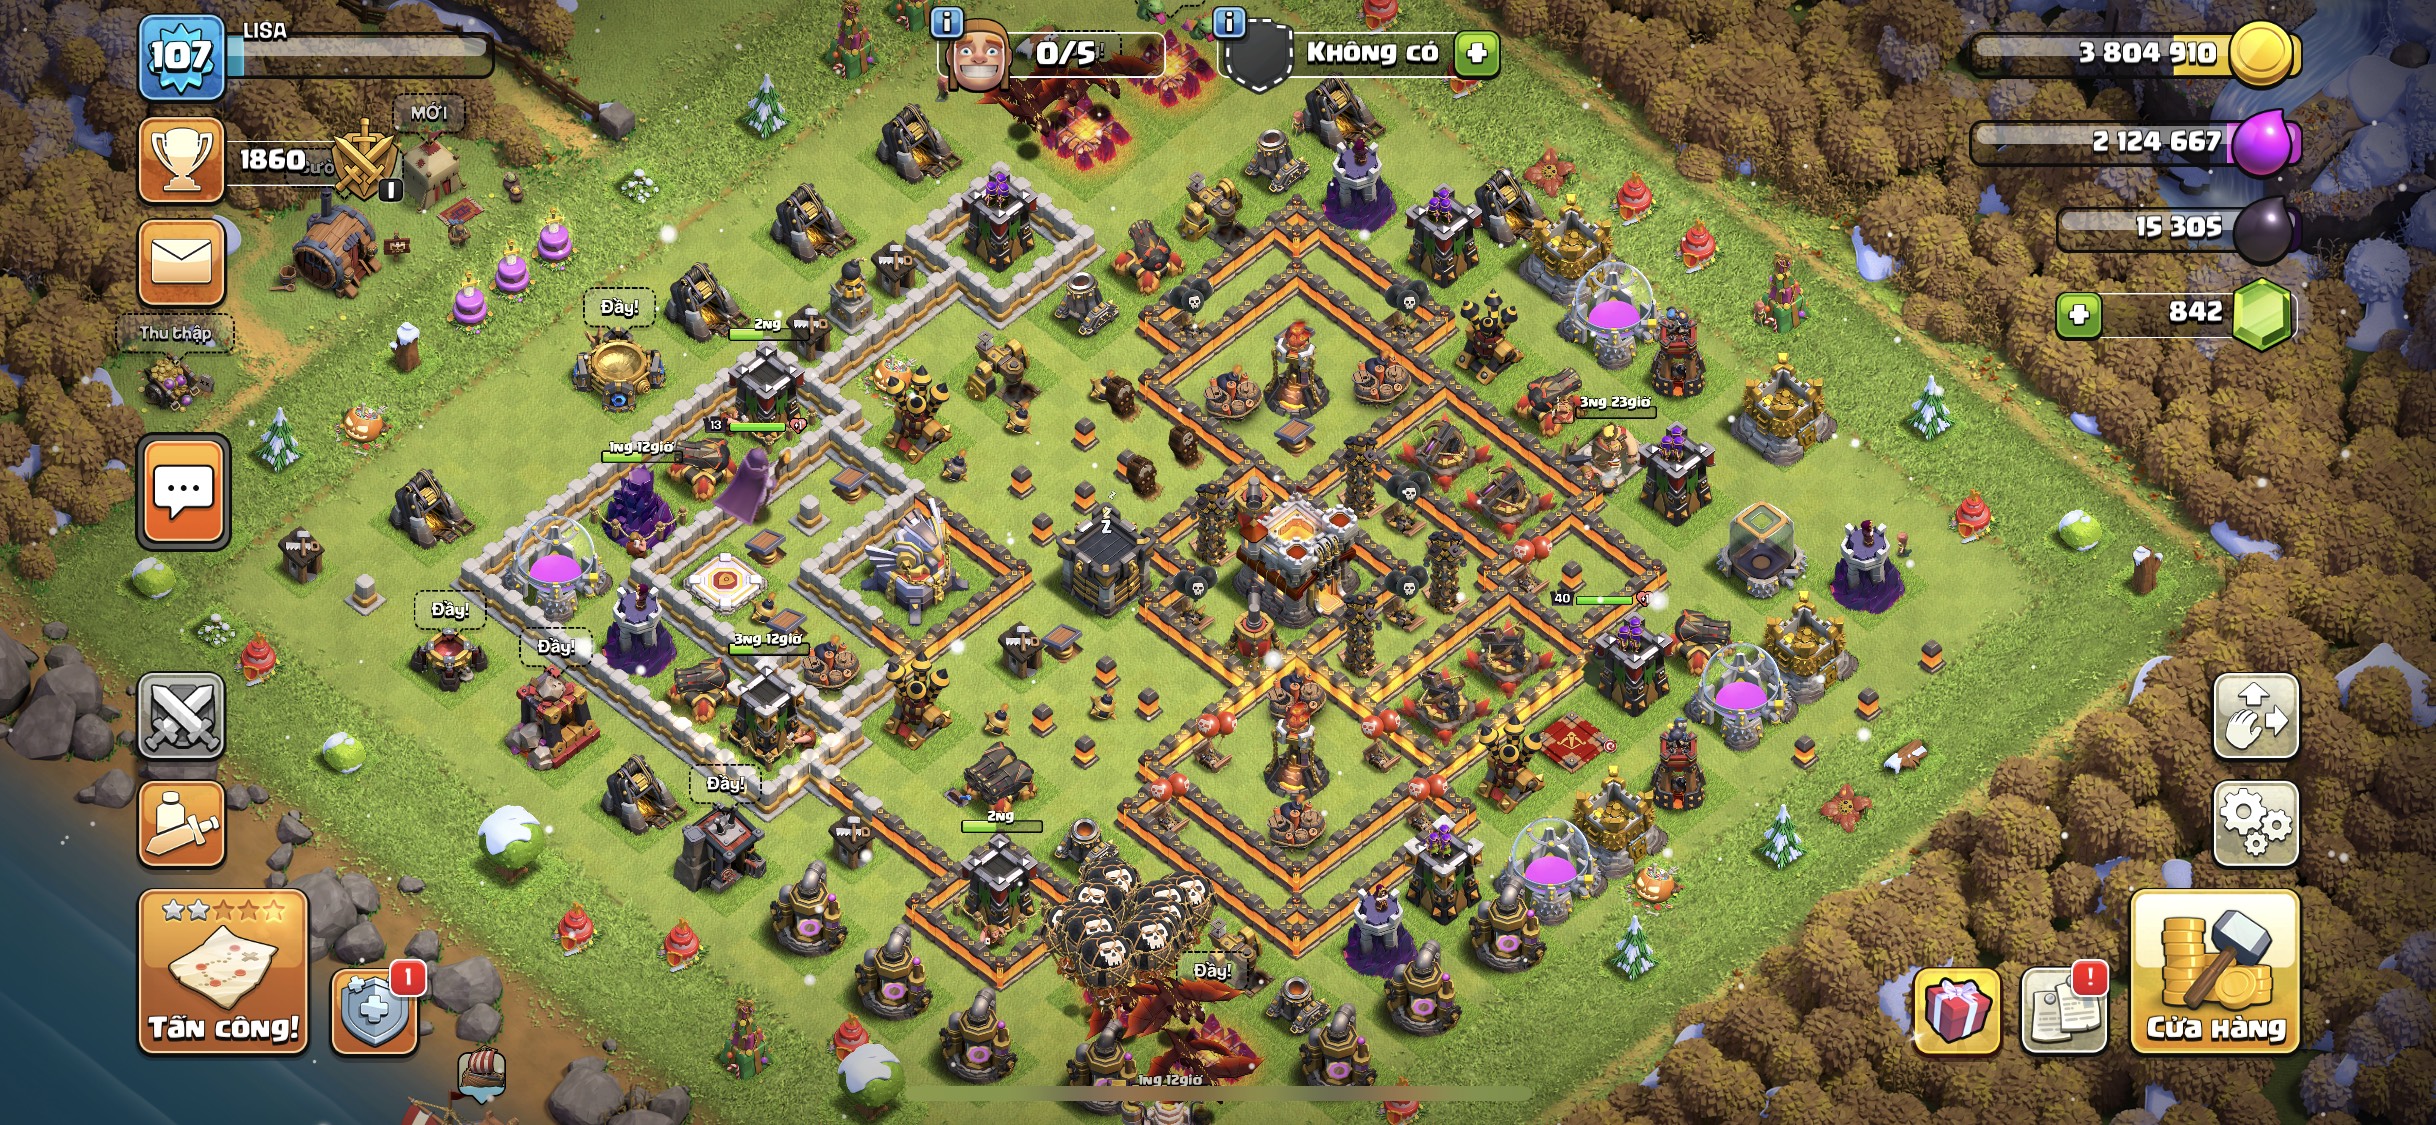 107
LISA
0/5
Không có
3 804 910
MỚI
1860
I
2 124 667
15 305
842
Đầy!
Thu thập
2Ng
13
1Ng 12giờ
3Ng 23giờ
Z
40
Đầy!
Đầy!
3Ng 12giờ
Đầy!
2Ng
Đầy!
1
!
Tấn công!
Cửa Hàng
1Ng 12giờ